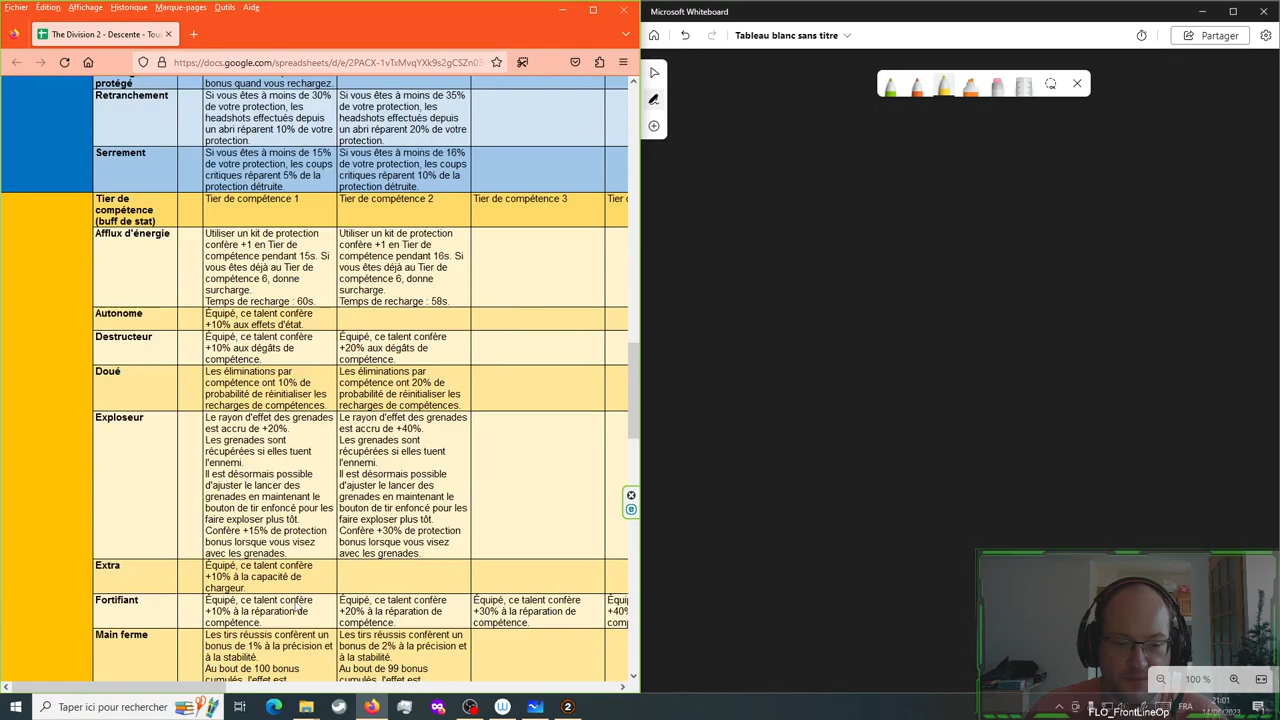 Fichier Édition Affichage Historique Marque-pages Outils Aide
The Division 2 - Descente - Tou
https://docs.google.com/spreadsheets/d/e/2PACX-1vTxMvqYXk9s2gCSZn03
protégé
bonus quand vous rechargez.
Retranchement
Si vous êtes à moins de 30%
de votre protection, les
headshots effectués depuis
un abri réparent 10% de votre
protection.
Si vous êtes à moins de 35%
de votre protection, les
headshots effectués depuis
un abri réparent 20% de votre
protection.
Serrement
Si vous êtes à moins de 15%
de votre protection, les coups
critiques réparent 5% de la
protection détruite.
Si vous êtes à moins de 16%
de votre protection, les coups
critiques réparent 10% de la
protection détruite.
Tier de
compétence
(buff de stat)
Tier de compétence 1
Tier de compétence 2
Tier de compétence 3
Tier
Afflux d'énergie
Utiliser un kit de protection
confère +1 en Tier de
compétence pendant 15s. Si
vous êtes déjà au Tier de
compétence 6, donne
surcharge.
Temps de recharge : 60s.
Utiliser un kit de protection
confère +1 en Tier de
compétence pendant 16s. Si
vous êtes déjà au Tier de
compétence 6, donne
surcharge.
Temps de recharge : 58s.
Autonome
Équipé, ce talent confère
+10% aux effets d'état.
Destructeur
Équipé, ce talent confère
+10% aux dégâts de
compétence.
Équipé, ce talent confère
+20% aux dégâts de
compétence.
Doué
Les éliminations par
compétence ont 10% de
probabilité de réinitialiser les
recharges de compétences.
Les éliminations par
compétence ont 20% de
probabilité de réinitialiser les
recharges de compétences.
Exploseur
Le rayon d'effet des grenades
est accru de +20%.
Les grenades sont
récupérées si elles tuent
l'ennemi.
Il est désormais possible
d'ajuster le lancer des
grenades en maintenant le
bouton de tir enfoncé pour les
faire exploser plus tôt.
Confère +15% de protection
bonus lorsque vous visez
avec les grenades.
Le rayon d'effet des grenades
est accru de +40%.
Les grenades sont
récupérées si elles tuent
l'ennemi.
Il est désormais possible
d'ajuster le lancer des
grenades en maintenant le
bouton de tir enfoncé pour les
faire exploser plus tôt.
Confère +30% de protection
bonus lorsque vous visez
avec les grenades.
Extra
Équipé, ce talent confère
+10% à la capacité de
chargeur.
Fortifiant
Équipé, ce talent confère
+10% à la réparation de
compétence.
Équipé, ce talent confère
+20% à la réparation de
compétence.
Équipé, ce talent confère
+30% à la réparation de
compétence.
Équip
+40%
comp
Main ferme
Les tirs réussis confèrent un
bonus de 1% à la précision et
à la stabilité.
Au bout de 100 bonus
cumulés, l'effet est
Les tirs réussis confèrent un
bonus de 2% à la précision et
à la stabilité.
Au bout de 99 bonus
cumulés, l'effet est
Microsoft Whiteboard
Tableau blanc sans titre
Partager
100 %
Taper ici pour rechercher
FRA
21:01
14/06/2023
FLO_FrontLineOp